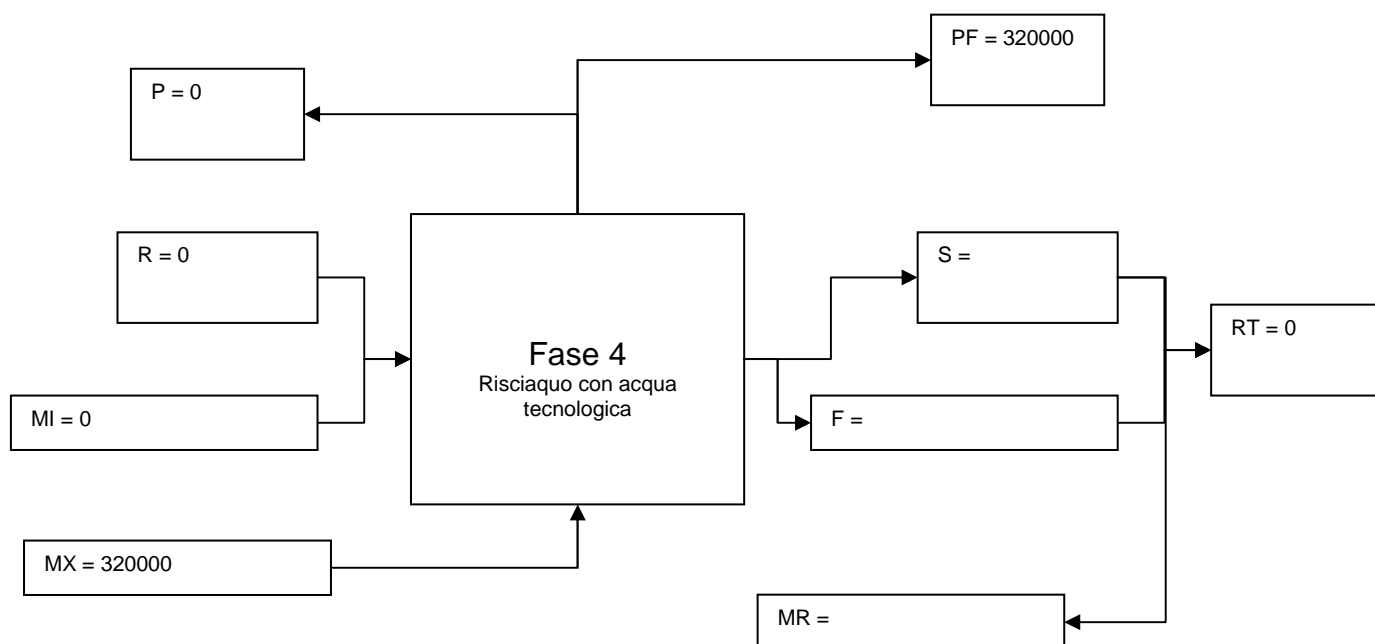 PF = 320000
P = 0
R = 0
S =
RT = 0
Fase 4
Risciaquo con acqua
tecnologica
MI = 0
F =
MX = 320000
MR =